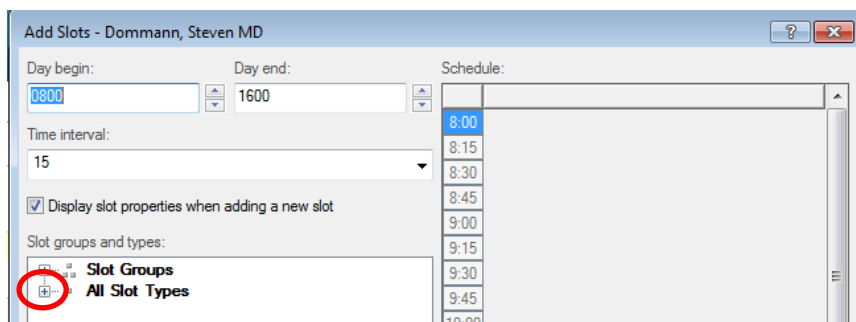 Add Slots - Dommann, Steven MD
Day begin: Day end: Schedule:
0800 1600
Time interval:
15
Display slot properties when adding a new slot
Slot groups and types:
Slot Groups
All Slot Types
8:00
8:15
8:30
8:45
9:00
9:15
9:30
9:45
10:00